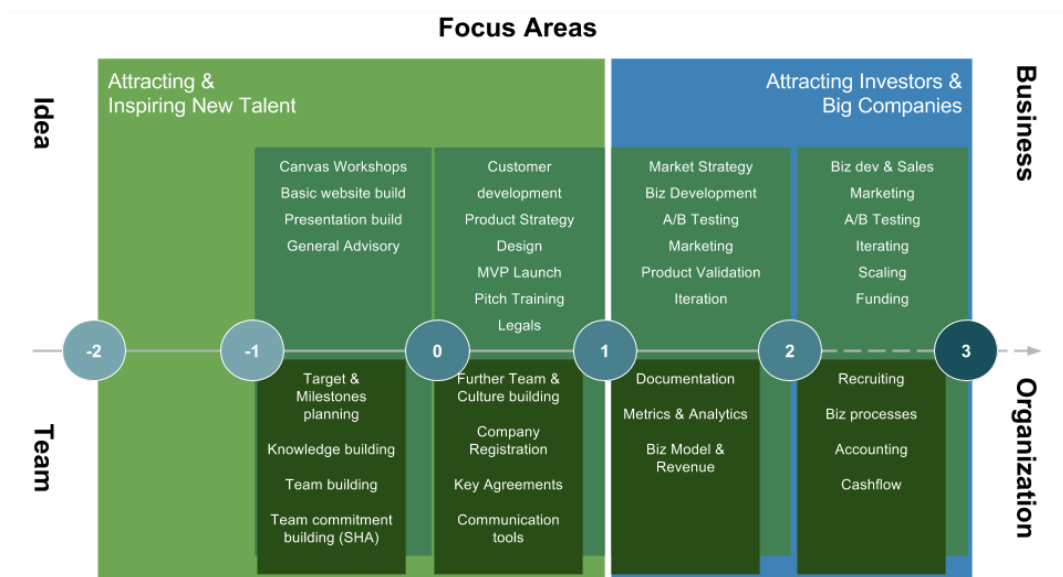 Focus Areas
Idea
Attracting &
Inspiring New Talent
Attracting Investors &
Big Companies
Business
Canvas Workshops
Basic website build
Presentation build
General Advisory
Customer
development
Product Strategy
Design
MVP Launch
Pitch Training
Legals
Market Strategy
Biz Development
A/B Testing
Marketing
Product Validation
Iteration
Biz dev & Sales
Marketing
A/B Testing
Iterating
Scaling
Funding
-2
-1
0
1
2
3
Team
Target &
Milestones
planning
Knowledge building
Team building
Team commitment
building (SHA)
Further Team &
Culture building
Company
Registration
Key Agreements
Communication
tools
Documentation
Metrics & Analytics
Biz Model &
Revenue
Recruiting
Biz processes
Accounting
Cashflow
Organization